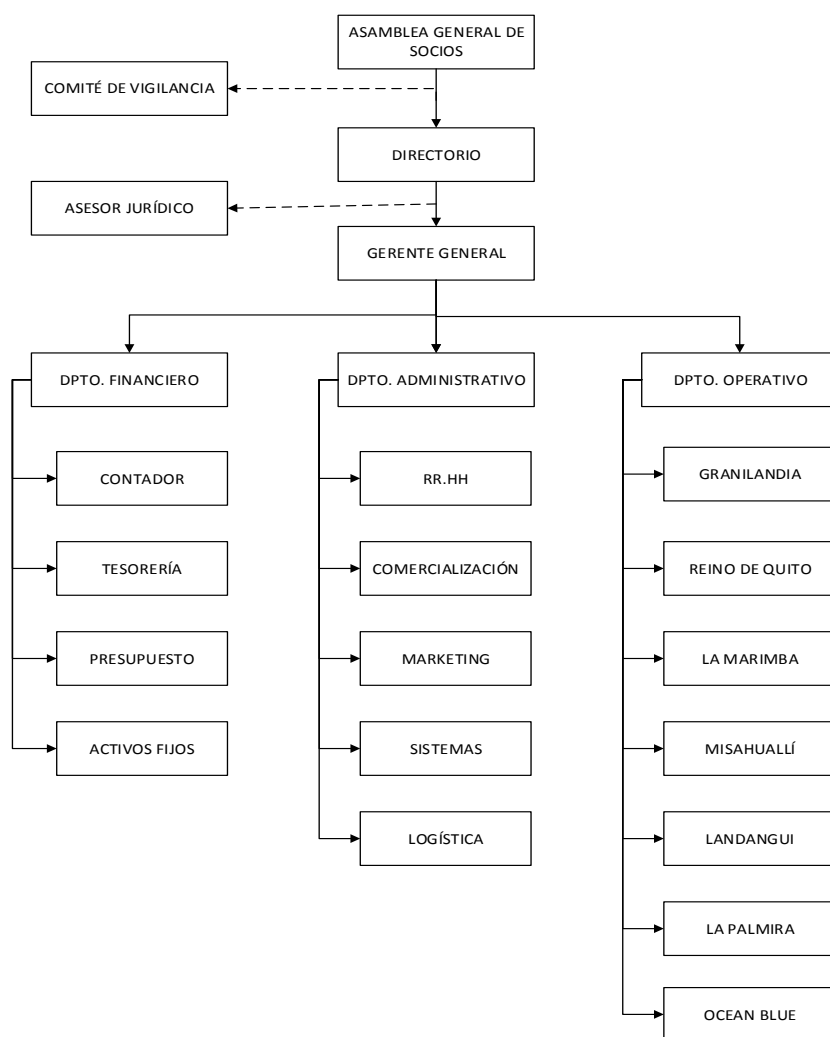 ASAMBLEA GENERAL DE
SOCIOS
COMITÉ DE VIGILANCIA
DIRECTORIO
ASESOR JURÍDICO
GERENTE GENERAL
DPTO. FINANCIERO
DPTO. ADMINISTRATIVO
DPTO. OPERATIVO
CONTADOR
RR.HH
GRANILANDIA
TESORERÍA
COMERCIALIZACIÓN
REINO DE QUITO
PRESUPUESTO
MARKETING
LA MARIMBA
ACTIVOS FIJOS
SISTEMAS
MISAHUALLÍ
LOGÍSTICA
LANDANGUI
LA PALMIRA
OCEAN BLUE